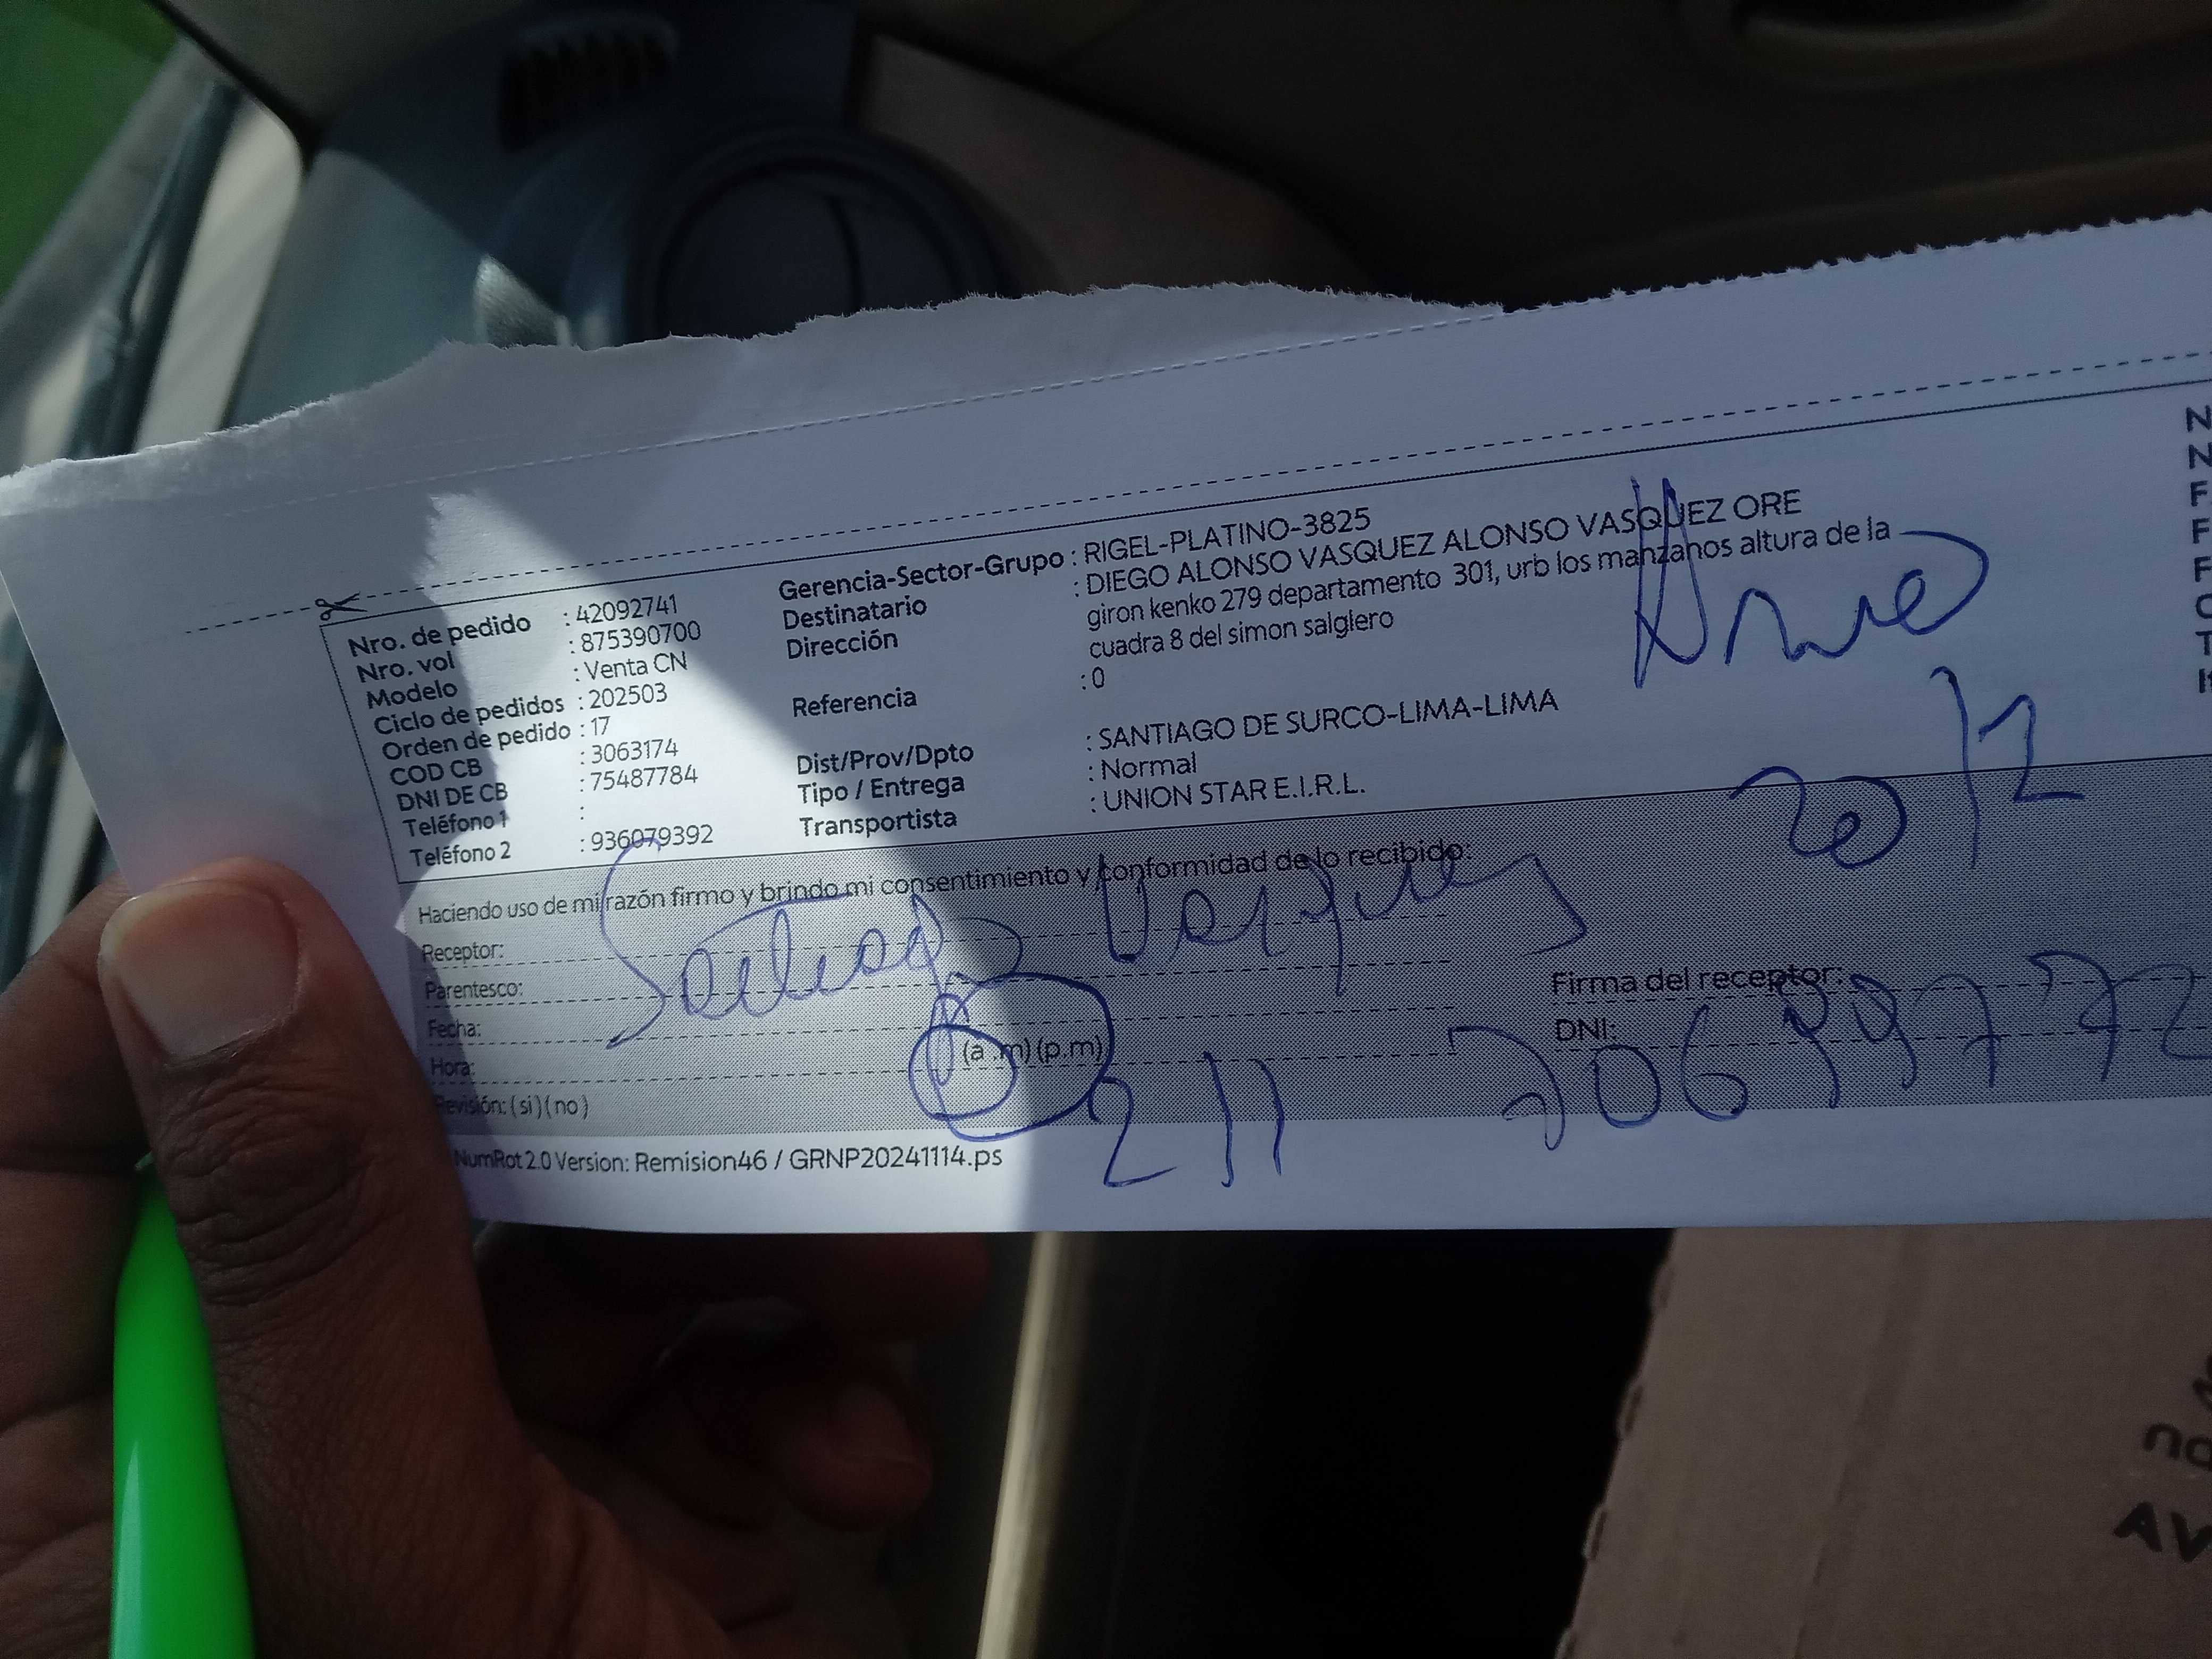 Nro. de pedido : 42092741
Nro. vol : 875390700
Modelo : Venta CN
Ciclo de pedidos : 202503
Orden de pedido : 17
COD CB : 3063174
DNI DE CB : 75487784
Teléfono 1 :
Teléfono 2 : 936079392
Gerencia-Sector-Grupo : RIGEL-PLATINO-3825
Destinatario : DIEGO ALONSO VASQUEZ ALONSO VASQUEZ ORE
Dirección giron kenko 279 departamento 301, urb los manzanos altura de la
cuadra 8 del simon salglero
Referencia : 0
Dist/Prov/Dpto : SANTIAGO DE SURCO-LIMA-LIMA
Tipo / Entrega : Normal
Transportista : UNION STAR E.I.R.L.
20/12
Haciendo uso de mi razón firmo y brindo mi consentimiento y conformidad de lo recibido:
Receptor:
Parentesco:
Fecha:
Hora: (a .m) (p.m)
Revisión: (si) (no)
Firma del receptor:
DNI:
211
NumRot 2.0 Version: Remision46 / GRNP20241114.ps
AV